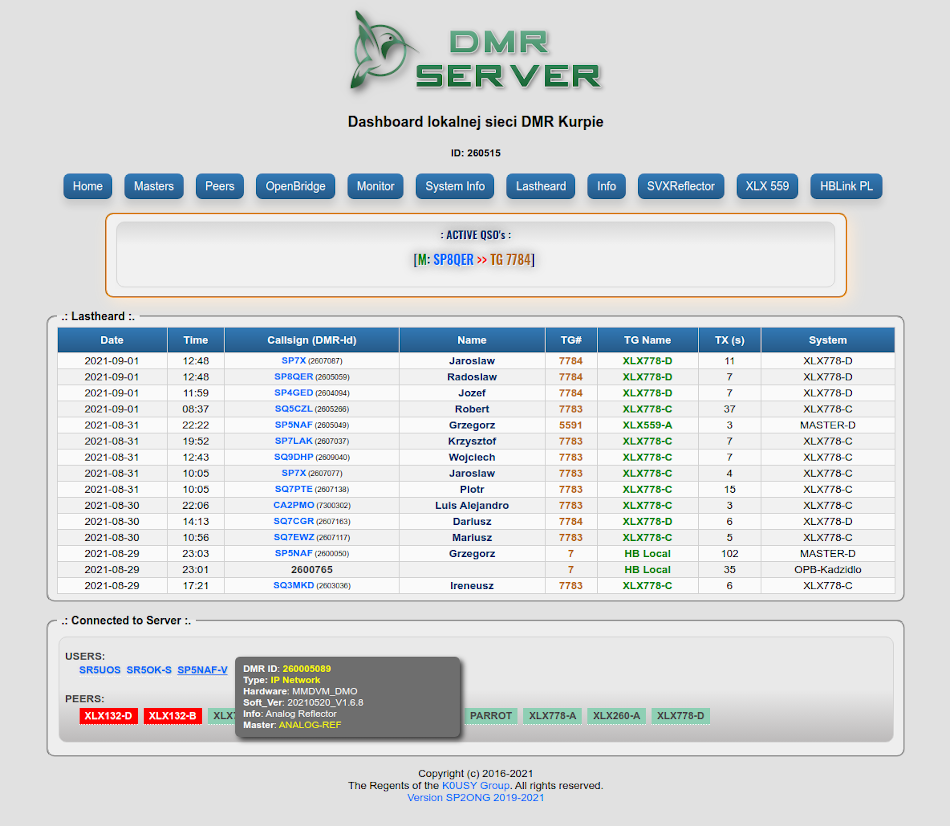 DMR
SERVER
Dashboard lokalnej sieci DMR Kurpie
ID: 260515
Home Masters Peers OpenBridge Monitor System Info Lastheard Info SVXReflector XLX 559 HBLink PL
: ACTIVE QSO's :
[M: SP8QER >> TG 7784]
.: Lastheard :.
Date Time Callsign (DMR-Id) Name TG# TG Name TX (s) System
2021-09-01 12:48 SP7X (2607087) Jaroslaw 7784 XLX778-D 11 XLX778-D
2021-09-01 12:48 SP8QER (2605059) Radoslaw 7784 XLX778-D 7 XLX778-D
2021-09-01 11:59 SP4GED (2604094) Jozef 7784 XLX778-D 7 XLX778-D
2021-09-01 08:37 SQ5CZL (2605266) Robert 7783 XLX778-C 37 XLX778-C
2021-08-31 22:22 SP5NAF (2605049) Grzegorz 5591 XLX559-A 3 MASTER-D
2021-08-31 19:52 SP7LAK (2607037) Krzysztof 7783 XLX778-C 7 XLX778-C
2021-08-31 12:43 SQ9DHP (2609040) Wojciech 7783 XLX778-C 7 XLX778-C
2021-08-31 10:05 SP7X (2607077) Jaroslaw 7783 XLX778-C 4 XLX778-C
2021-08-31 10:05 SQ7PTE (2607138) Piotr 7783 XLX778-C 15 XLX778-C
2021-08-30 22:06 CA2PMO (7300302) Luis Alejandro 7783 XLX778-C 3 XLX778-C
2021-08-30 14:13 SQ7CGR (2607163) Dariusz 7784 XLX778-D 6 XLX778-D
2021-08-30 10:56 SQ7EWZ (2607117) Mariusz 7783 XLX778-C 5 XLX778-C
2021-08-29 23:03 SP5NAF (2600050) Grzegorz 7 HB Local 102 MASTER-D
2021-08-29 23:01 2600765 7 HB Local 35 OPB-Kadzidlo
2021-08-29 17:21 SQ3MKD (2603036) Ireneusz 7783 XLX778-C 6 XLX778-C
.: Connected to Server :.
USERS:
SR5UOS SR5OK-S SP5NAF-V
DMR ID: 260005089
Type: IP Network
Hardware: MMDVM_DMO
Soft_Ver: 20210520_V1.6.8
Info: Analog Reflector
Master: ANALOG-REF
PEERS:
XLX132-D XLX132-B XLX7 PARROT XLX778-A XLX260-A XLX778-D
Copyright (c) 2016-2021
The Regents of the K0USY Group. All rights reserved.
Version SP2ONG 2019-2021